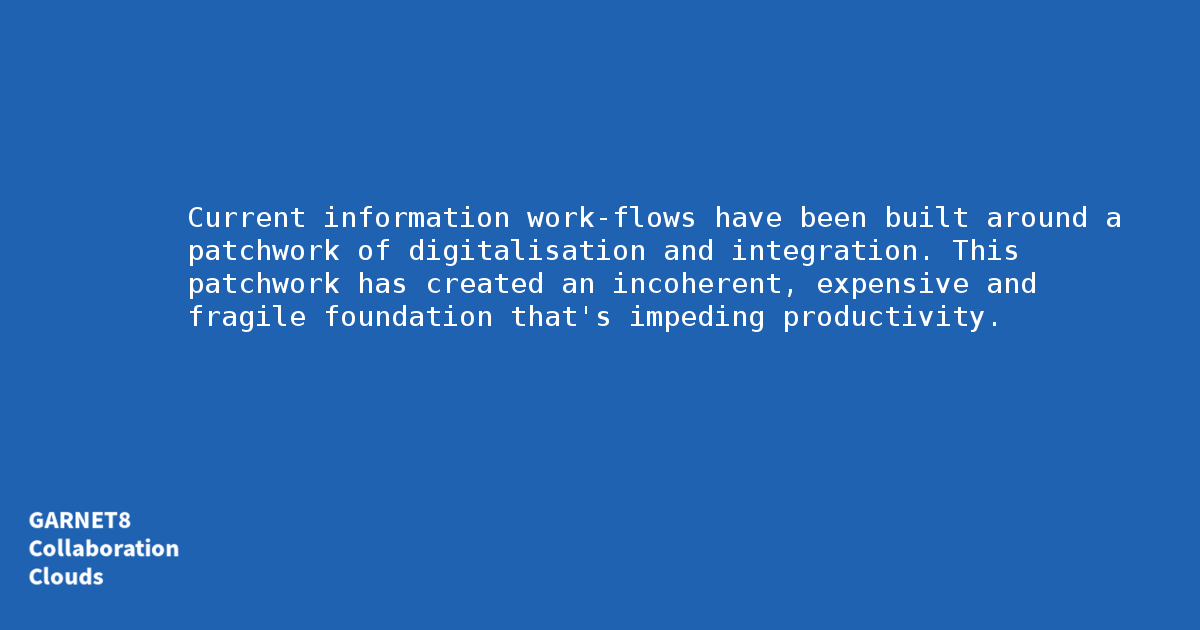 Current information work-flows have been built around a
patchwork of digitalisation and integration. This
patchwork has created an incoherent, expensive and
fragile foundation that's impeding productivity.
GARNET8
Collaboration
Clouds